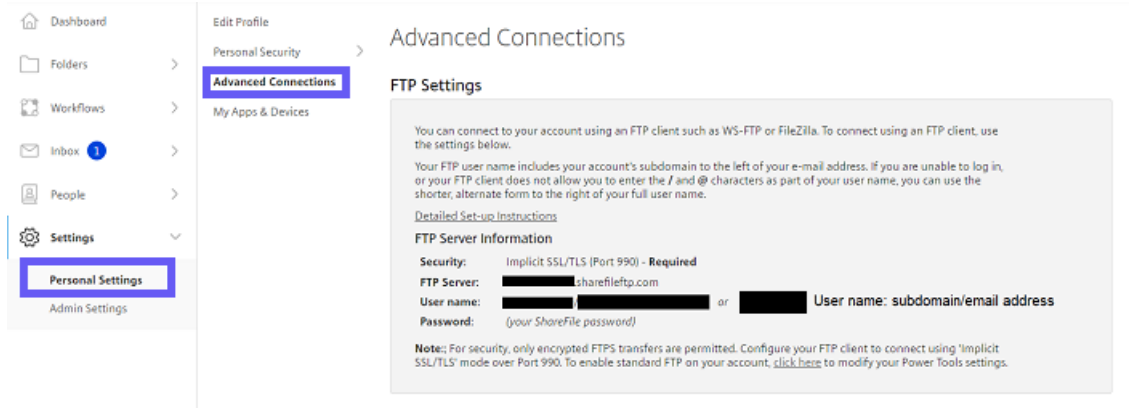 Dashboard
Folders
Workflows
Inbox 1
People
Settings
Personal Settings
Admin Settings
Edit Profile
Personal Security
Advanced Connections
My Apps & Devices
Advanced Connections
FTP Settings
You can connect to your account using an FTP client such as WS-FTP or FileZilla. To connect using an FTP client, use
the settings below.
Your FTP user name includes your account's subdomain to the left of your e-mail address. If you are unable to log in,
or your FTP client does not allow you to enter the / and @ characters as part of your user name, you can use the
shorter, alternate form to the right of your full user name.
Detailed Set-up Instructions
FTP Server Information
Security: Implicit SSL/TLS (Port 990) - Required
FTP Server: .sharefileftp.com
User name: / or User name: subdomain/email address
Password: (your ShareFile password)
Note:; For security, only encrypted FTPS transfers are permitted. Configure your FTP client to connect using 'Implicit
SSL/TLS' mode over Port 990. To enable standard FTP on your account, click here to modify your Power Tools settings.